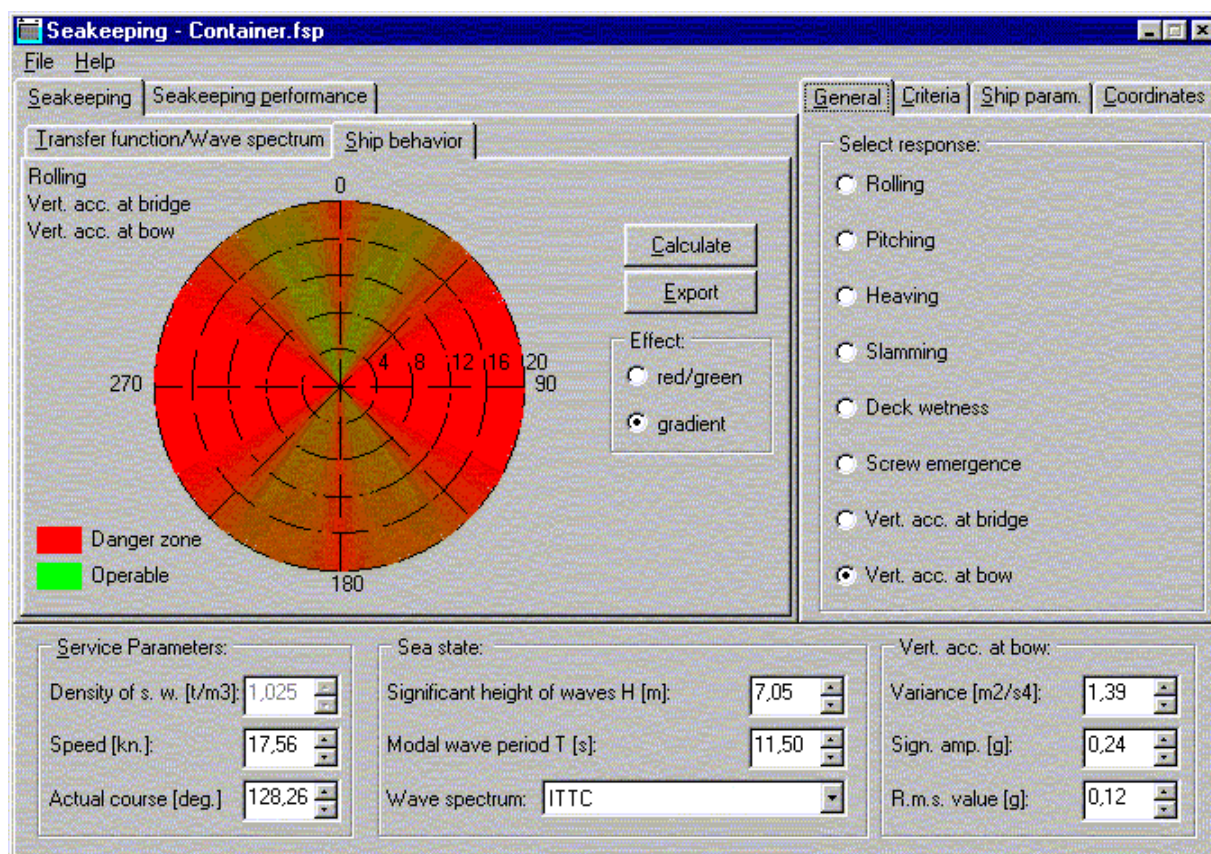 Seakeeping - Container.fsp
File Help
Seakeeping Seakeeping performance
General Criteria Ship param. Coordinates
Transfer function/Wave spectrum Ship behavior
Rolling
Vert. acc. at bridge
Vert. acc. at bow
0
4 8 12 16 20
270
90
180
Danger zone
Operable
Calculate
Export
Effect:
red/green
gradient
Select response:
Rolling
Pitching
Heaving
Slamming
Deck wetness
Screw emergence
Vert. acc. at bridge
Vert. acc. at bow
Service Parameters:
Density of s. w. [t/m3]: 1,025
Speed [kn.]: 17,56
Actual course [deg.] 128,26
Sea state:
Significant height of waves H [m]: 7,05
Modal wave period T [s]: 11,50
Wave spectrum: ITTC
Vert. acc. at bow:
Variance [m2/s4]: 1,39
Sign. amp. [g]: 0,24
R.m.s. value [g]: 0,12